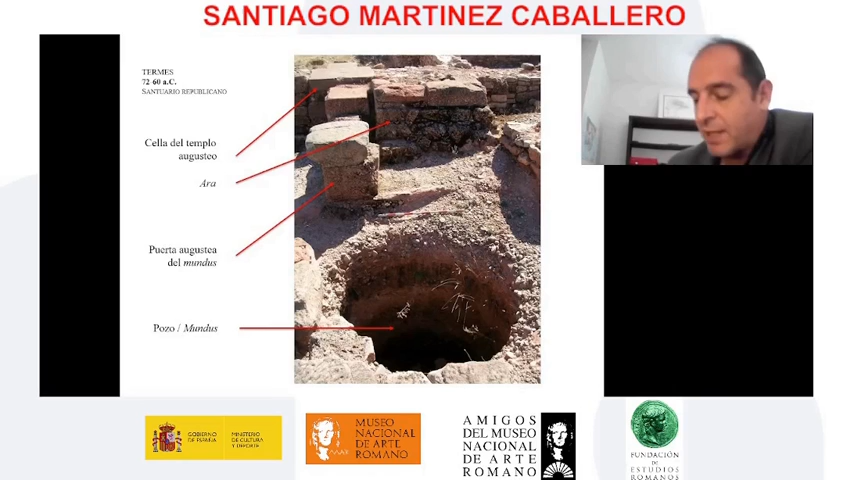 SANTIAGO MARTINEZ CABALLERO
TERMES
72-60 a.C.
SANTUARIO REPUBLICANO
Cella del templo
augusteo
Ara
Puerta augustea
del mundus
Pozo / Mundus
GOBIERNO
DE ESPAÑA
MINISTERIO
DE CULTURA
Y DEPORTE
MUSEO
NACIONAL
DE ARTE
ROMANO
AMIGOS
DEL MUSEO
NACIONAL
DE ARTE
ROMANO
FUNDACIÓN
DE
ESTUDIOS
ROMANOS